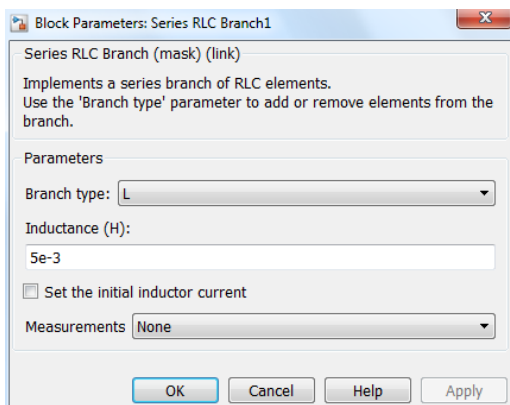 Block Parameters: Series RLC Branch1
Series RLC Branch (mask) (link)
Implements a series branch of RLC elements.
Use the 'Branch type' parameter to add or remove elements from the
branch.
Parameters
Branch type: L
Inductance (H):
5e-3
Set the initial inductor current
Measurements None
OK Cancel Help Apply